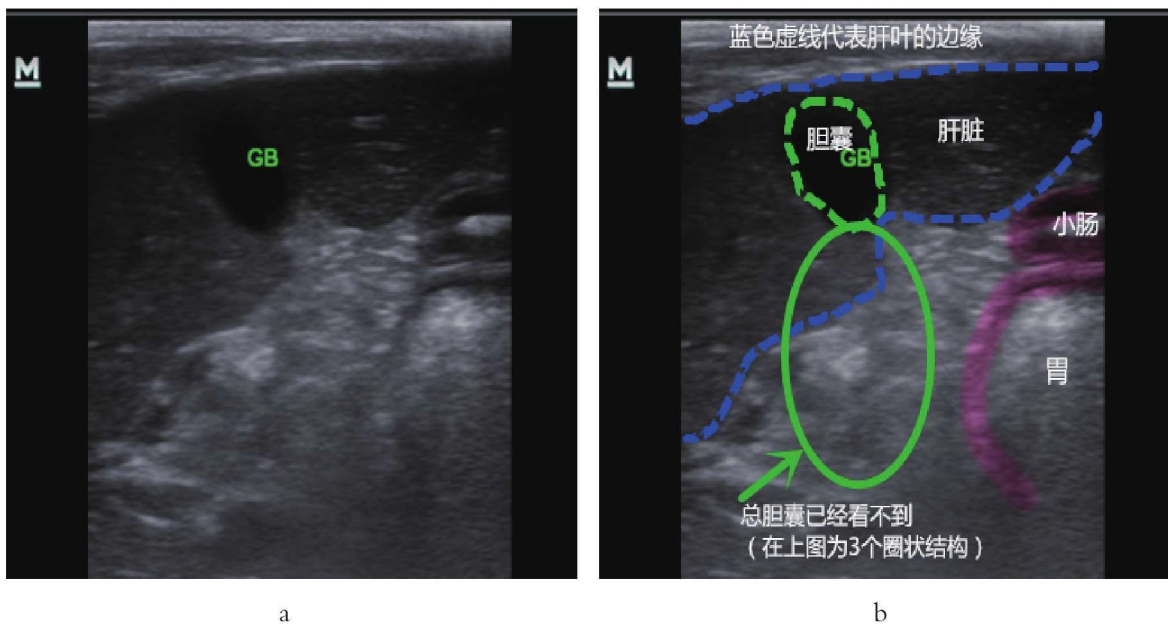 M
GB
M
蓝色虚线代表肝叶的边缘
胆囊
GB
肝脏
小肠
胃
总胆囊已经看不到
（在上图为3个圈状结构）
a
b